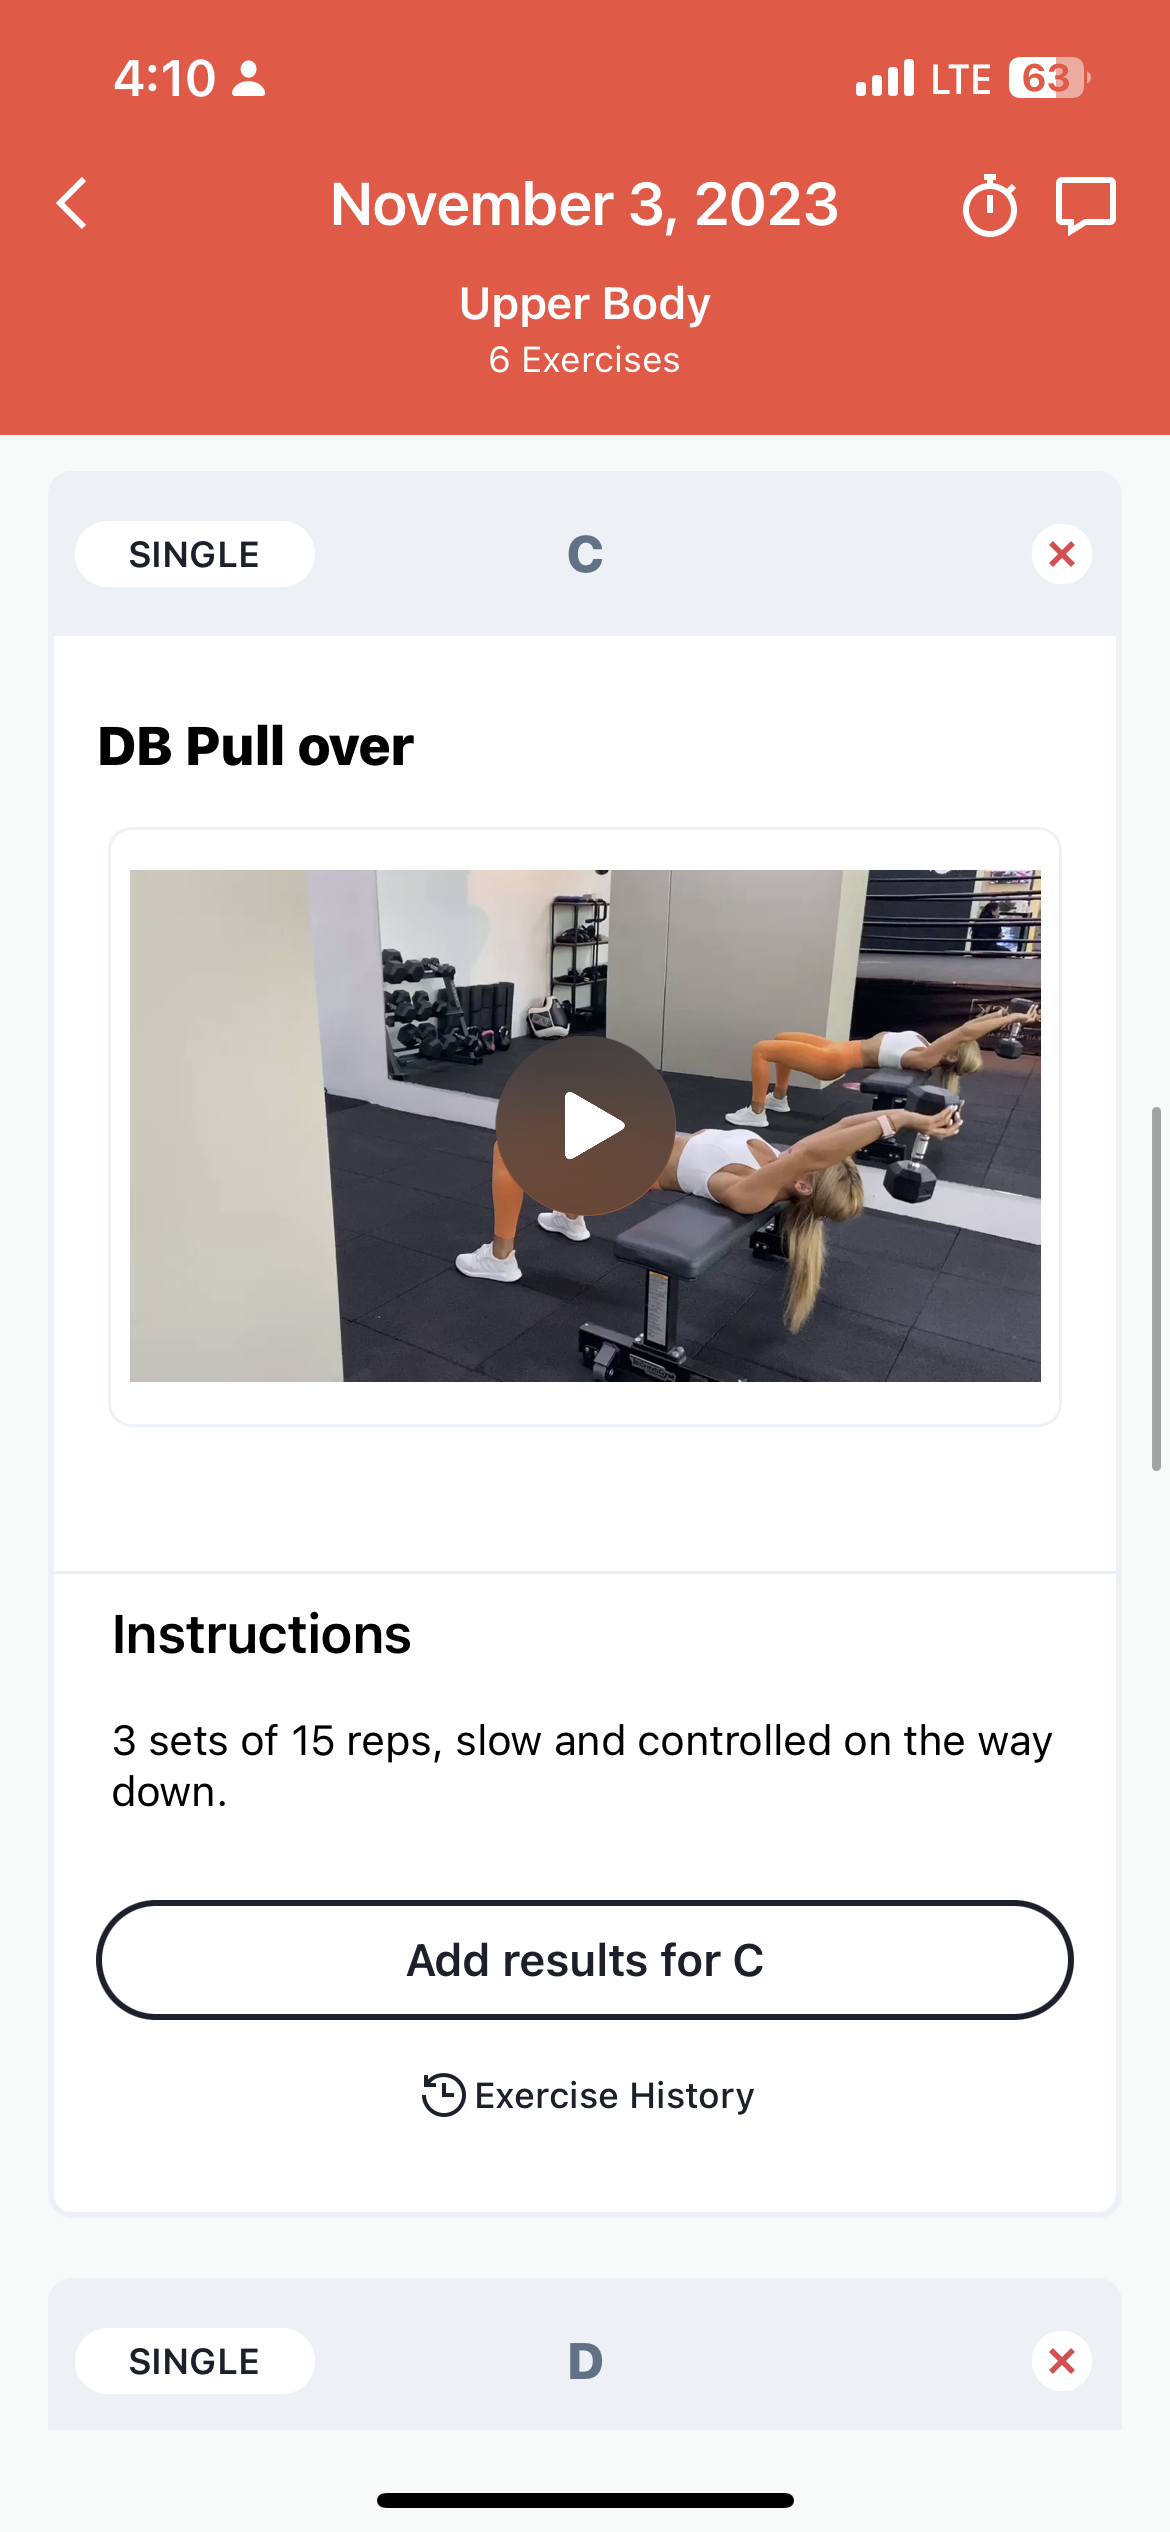 4:10
LTE 63
November 3, 2023
Upper Body
6 Exercises
SINGLE
C
DB Pull over
Instructions
3 sets of 15 reps, slow and controlled on the way
down.
Add results for C
Exercise History
SINGLE
D